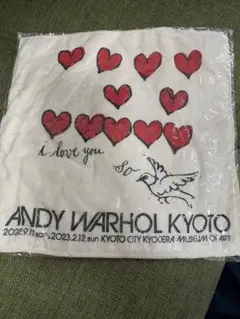 i love you
so
ANDY WARHOL KYOTO
2022.9.17 sat - 2023.2.12 sun KYOTO CITY KYOCERA MUSEUM OF ART